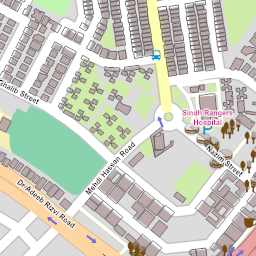 Ghalib Street
Sindh Rangers
Hospital
P
Nazim Street
Mehdi Hassan Road
Dr Adeeb Rizvi Road